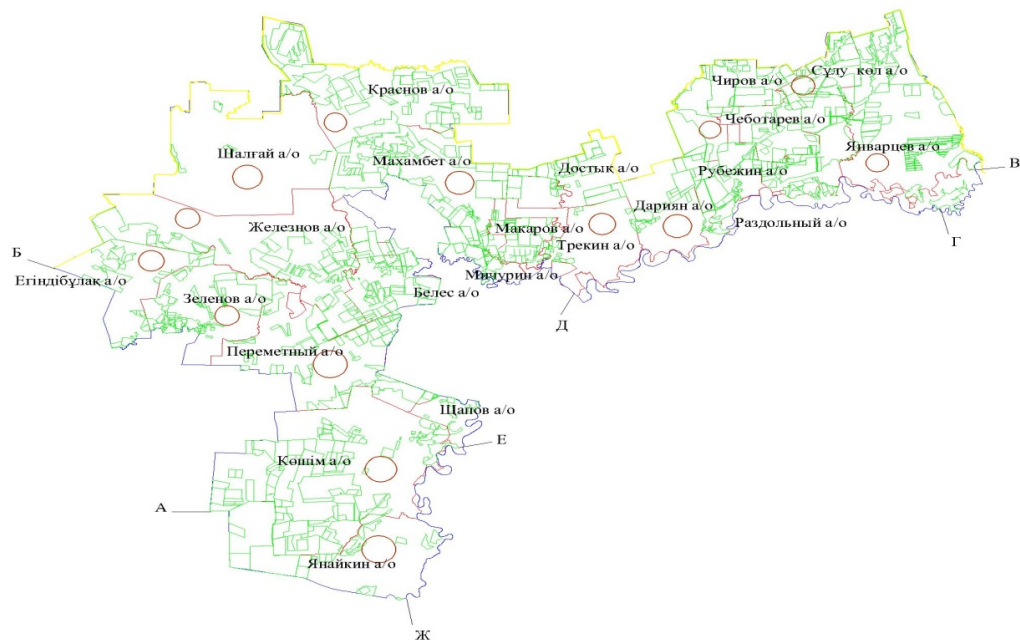 Сұлу көл а/о
Чиров а/о
Краснов а/о
Чеботарев а/о
Январцев а/о
Шалғай а/о
Махамбет а/о
Достық а/о
Рубежин а/о
В
Дариян а/о
Железнов а/о
Макаров а/о
Раздольный а/о
Трекин а/о
Г
Б
Мичурин а/о
Егіндібұлақ а/о
Белес а/о
Зеленов а/о
Д
Переметный а/о
Щапов а/о
Е
Көшім а/о
А
Янайкин а/о
Ж